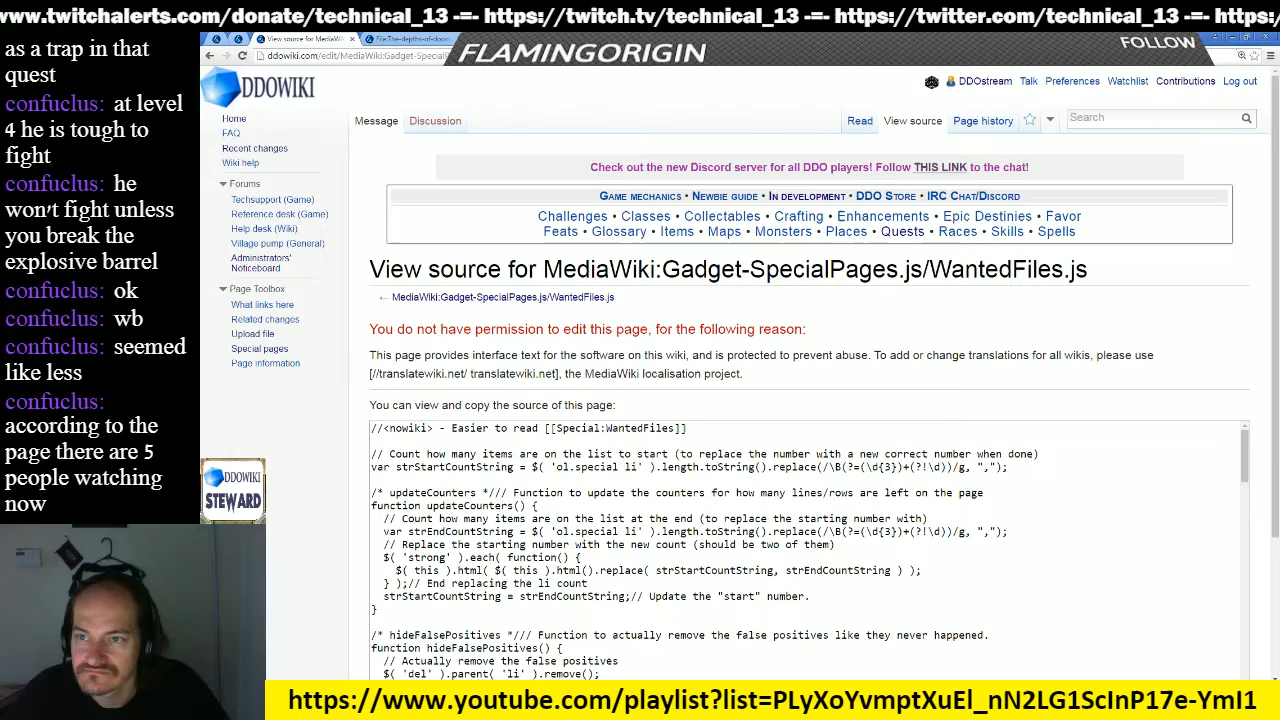 www.twitchalerts.com/donate/technical_13 -=- https://twitch.tv/technical_13 -=- https://twitter.com/technical_13 -=- https:/
as a trap in that
quest
confuclus: at level
4 he is tough to
fight
confuclus: he
won't fight unless
you break the
explosive barrel
confuclus: ok
confuclus: wb
confuclus: seemed
like less
confuclus:
according to the
page there are 5
people watching
now
View source for MediaWi
File:The-depths-of-doom
ddowiki.com/edit/MediaWiki:Gadget-SpecialP
FLAMINGORIGIN
FOLLOW
DDOWIKI
DDOstream Talk Preferences Watchlist Contributions Log out
Home
FAQ
Recent changes
Wiki help
Forums
Techsupport (Game)
Reference desk (Game)
Help desk (Wiki)
Village pump (General)
Administrators'
Noticeboard
Page Toolbox
What links here
Related changes
Upload file
Special pages
Page information
DDOWIKI
STEWARD
Message Discussion Read View source Page history Search
Check out the new Discord server for all DDO players! Follow THIS LINK to the chat!
Game mechanics • Newbie guide • In development • DDO Store • IRC Chat/Discord
Challenges • Classes • Collectables • Crafting • Enhancements • Epic Destinies • Favor
Feats • Glossary • Items • Maps • Monsters • Places • Quests • Races • Skills • Spells
View source for MediaWiki:Gadget-SpecialPages.js/WantedFiles.js
← MediaWiki:Gadget-SpecialPages.js/WantedFiles.js
You do not have permission to edit this page, for the following reason:
This page provides interface text for the software on this wiki, and is protected to prevent abuse. To add or change translations for all wikis, please use
[//translatewiki.net/ translatewiki.net], the MediaWiki localisation project.
You can view and copy the source of this page:
//<nowiki> - Easier to read [[Special:WantedFiles]]
// Count how many items are on the list to start (to replace the number with a new correct number when done)
var strStartCountString = $( 'ol.special li' ).length.toString().replace(/\B(?=(\d{3})+(?!\d))/g, ",");
/* updateCounters *&#47;// Function to update the counters for how many lines/rows are left on the page
function updateCounters() {
// Count how many items are on the list at the end (to replace the starting number with)
var strEndCountString = $( 'ol.special li' ).length.toString().replace(/\B(?=(\d{3})+(?!\d))/g, ",");
// Replace the starting number with the new count (should be two of them)
$( 'strong' ).each( function() {
$( this ).html( $( this ).html().replace( strStartCountString, strEndCountString ) );
} );// End replacing the li count
strStartCountString = strEndCountString;// Update the "start" number.
}
/* hideFalsePositives *&#47;// Function to actually remove the false positives like they never happened.
function hideFalsePositives() {
// Actually remove the false positives
$( 'del' ).parent( 'li' ).remove();
https://www.youtube.com/playlist?list=PLyXoYvmptXuEl_nN2LG1ScInP17e-YmI1